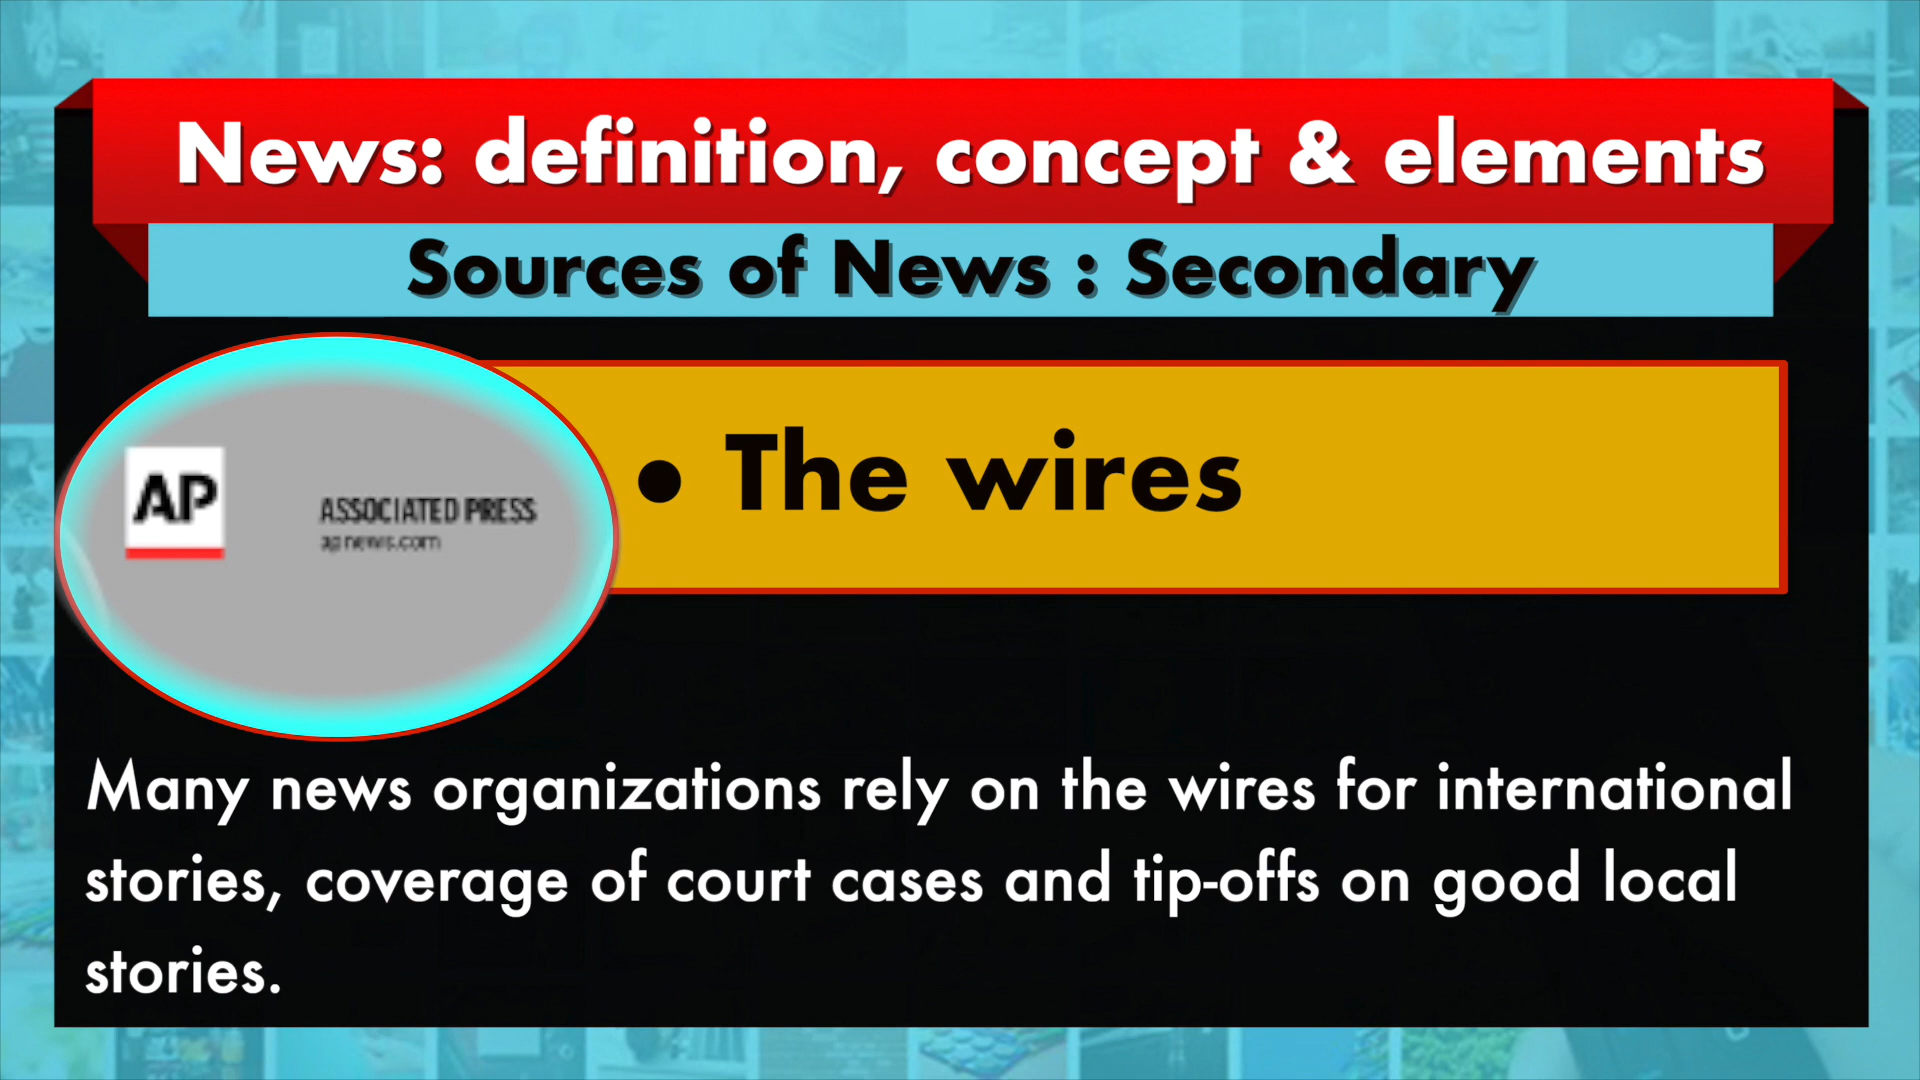 News: definition, concept & elements
Sources of News : Secondary
AP
ASSOCIATED PRESS
apnews.com
• The wires
Many news organizations rely on the wires for international
stories, coverage of court cases and tip-offs on good local
stories.